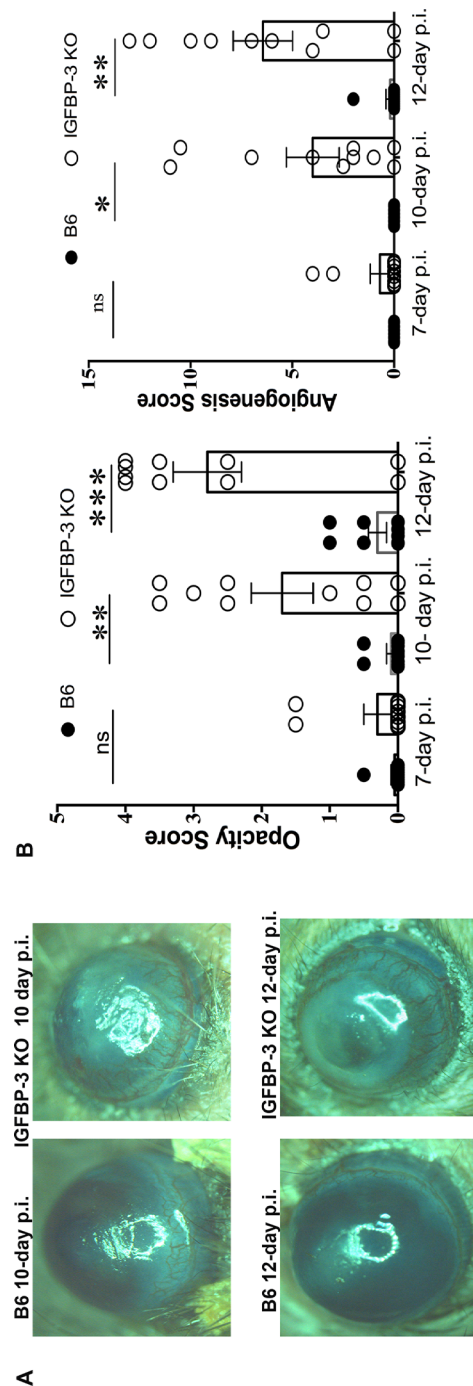 A
B6 10-day p.i.
IGFBP-3 KO 10 day p.i.
B6 12-day p.i.
IGFBP-3 KO 12-day p.i.
B
B6
IGFBP-3 KO
ns
**
***
Opacity Score
5
4
3
2
1
0
7-day p.i.
10- day p.i.
12-day p.i.
B6
IGFBP-3 KO
ns
*
**
Angiogenesis Score
15
10
5
0
7-day p.i.
10-day p.i.
12-day p.i.